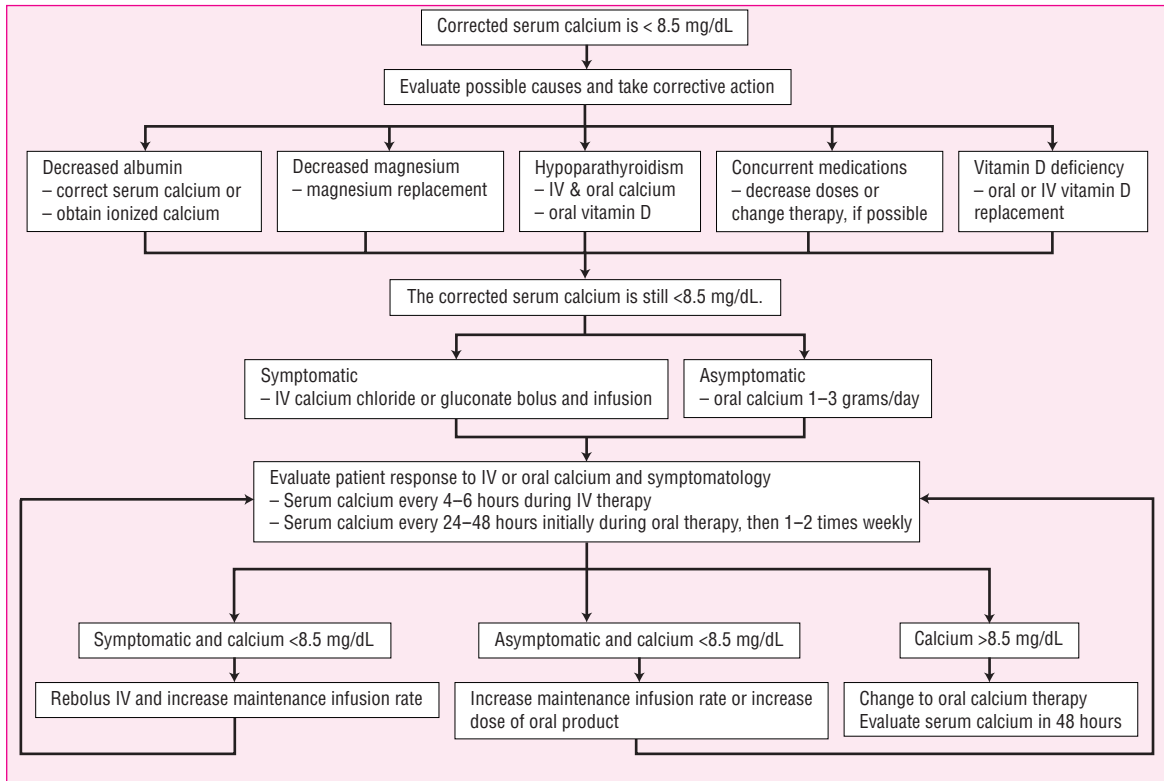 Corrected serum calcium is < 8.5 mg/dL
Evaluate possible causes and take corrective action
Decreased albumin
– correct serum calcium or
– obtain ionized calcium
Decreased magnesium
– magnesium replacement
Hypoparathyroidism
– IV & oral calcium
– oral vitamin D
Concurrent medications
– decrease doses or
change therapy, if possible
Vitamin D deficiency
– oral or IV vitamin D
replacement
The corrected serum calcium is still <8.5 mg/dL.
Symptomatic
– IV calcium chloride or gluconate bolus and infusion
Asymptomatic
– oral calcium 1–3 grams/day
Evaluate patient response to IV or oral calcium and symptomatology
– Serum calcium every 4–6 hours during IV therapy
– Serum calcium every 24–48 hours initially during oral therapy, then 1–2 times weekly
Symptomatic and calcium <8.5 mg/dL
Asymptomatic and calcium <8.5 mg/dL
Calcium >8.5 mg/dL
Rebolus IV and increase maintenance infusion rate
Increase maintenance infusion rate or increase
dose of oral product
Change to oral calcium therapy
Evaluate serum calcium in 48 hours